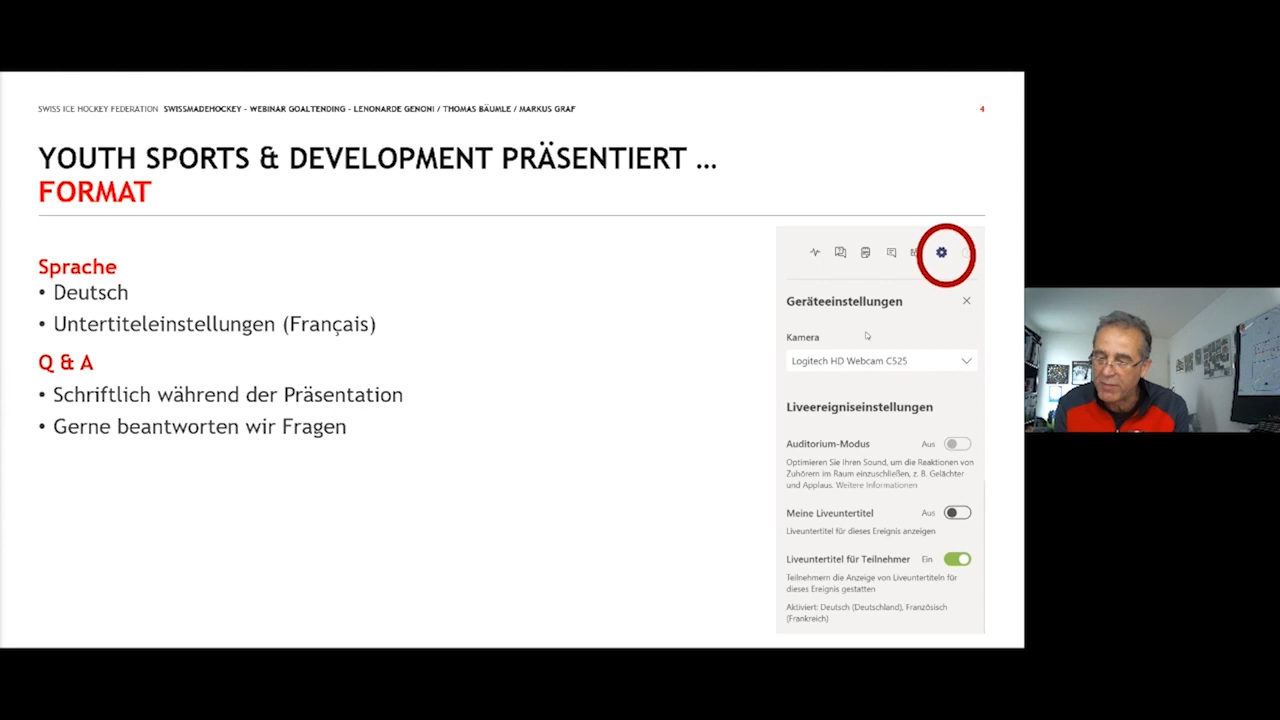 SWISS ICE HOCKEY FEDERATION SWISSMADEHOCKEY – WEBINAR GOALTENDING – LENONARDE GENONI / THOMAS BÄUMLE / MARKUS GRAF
4
YOUTH SPORTS & DEVELOPMENT PRÄSENTIERT ...
FORMAT
Sprache
• Deutsch
• Untertiteleinstellungen (Français)
Q & A
• Schriftlich während der Präsentation
• Gerne beantworten wir Fragen
Geräteeinstellungen
Kamera
Logitech HD Webcam C525
Liveereigniseinstellungen
Auditorium-Modus Aus
Optimieren Sie Ihren Sound, um die Reaktionen von
Zuhörern im Raum einzuschließen, z. B. Gelächter
und Applaus. Weitere Informationen
Meine Liveuntertitel Aus
Liveuntertitel für dieses Ereignis anzeigen
Liveuntertitel für Teilnehmer Ein
Teilnehmern die Anzeige von Liveuntertiteln für
dieses Ereignis gestatten
Aktiviert: Deutsch (Deutschland), Französisch
(Frankreich)